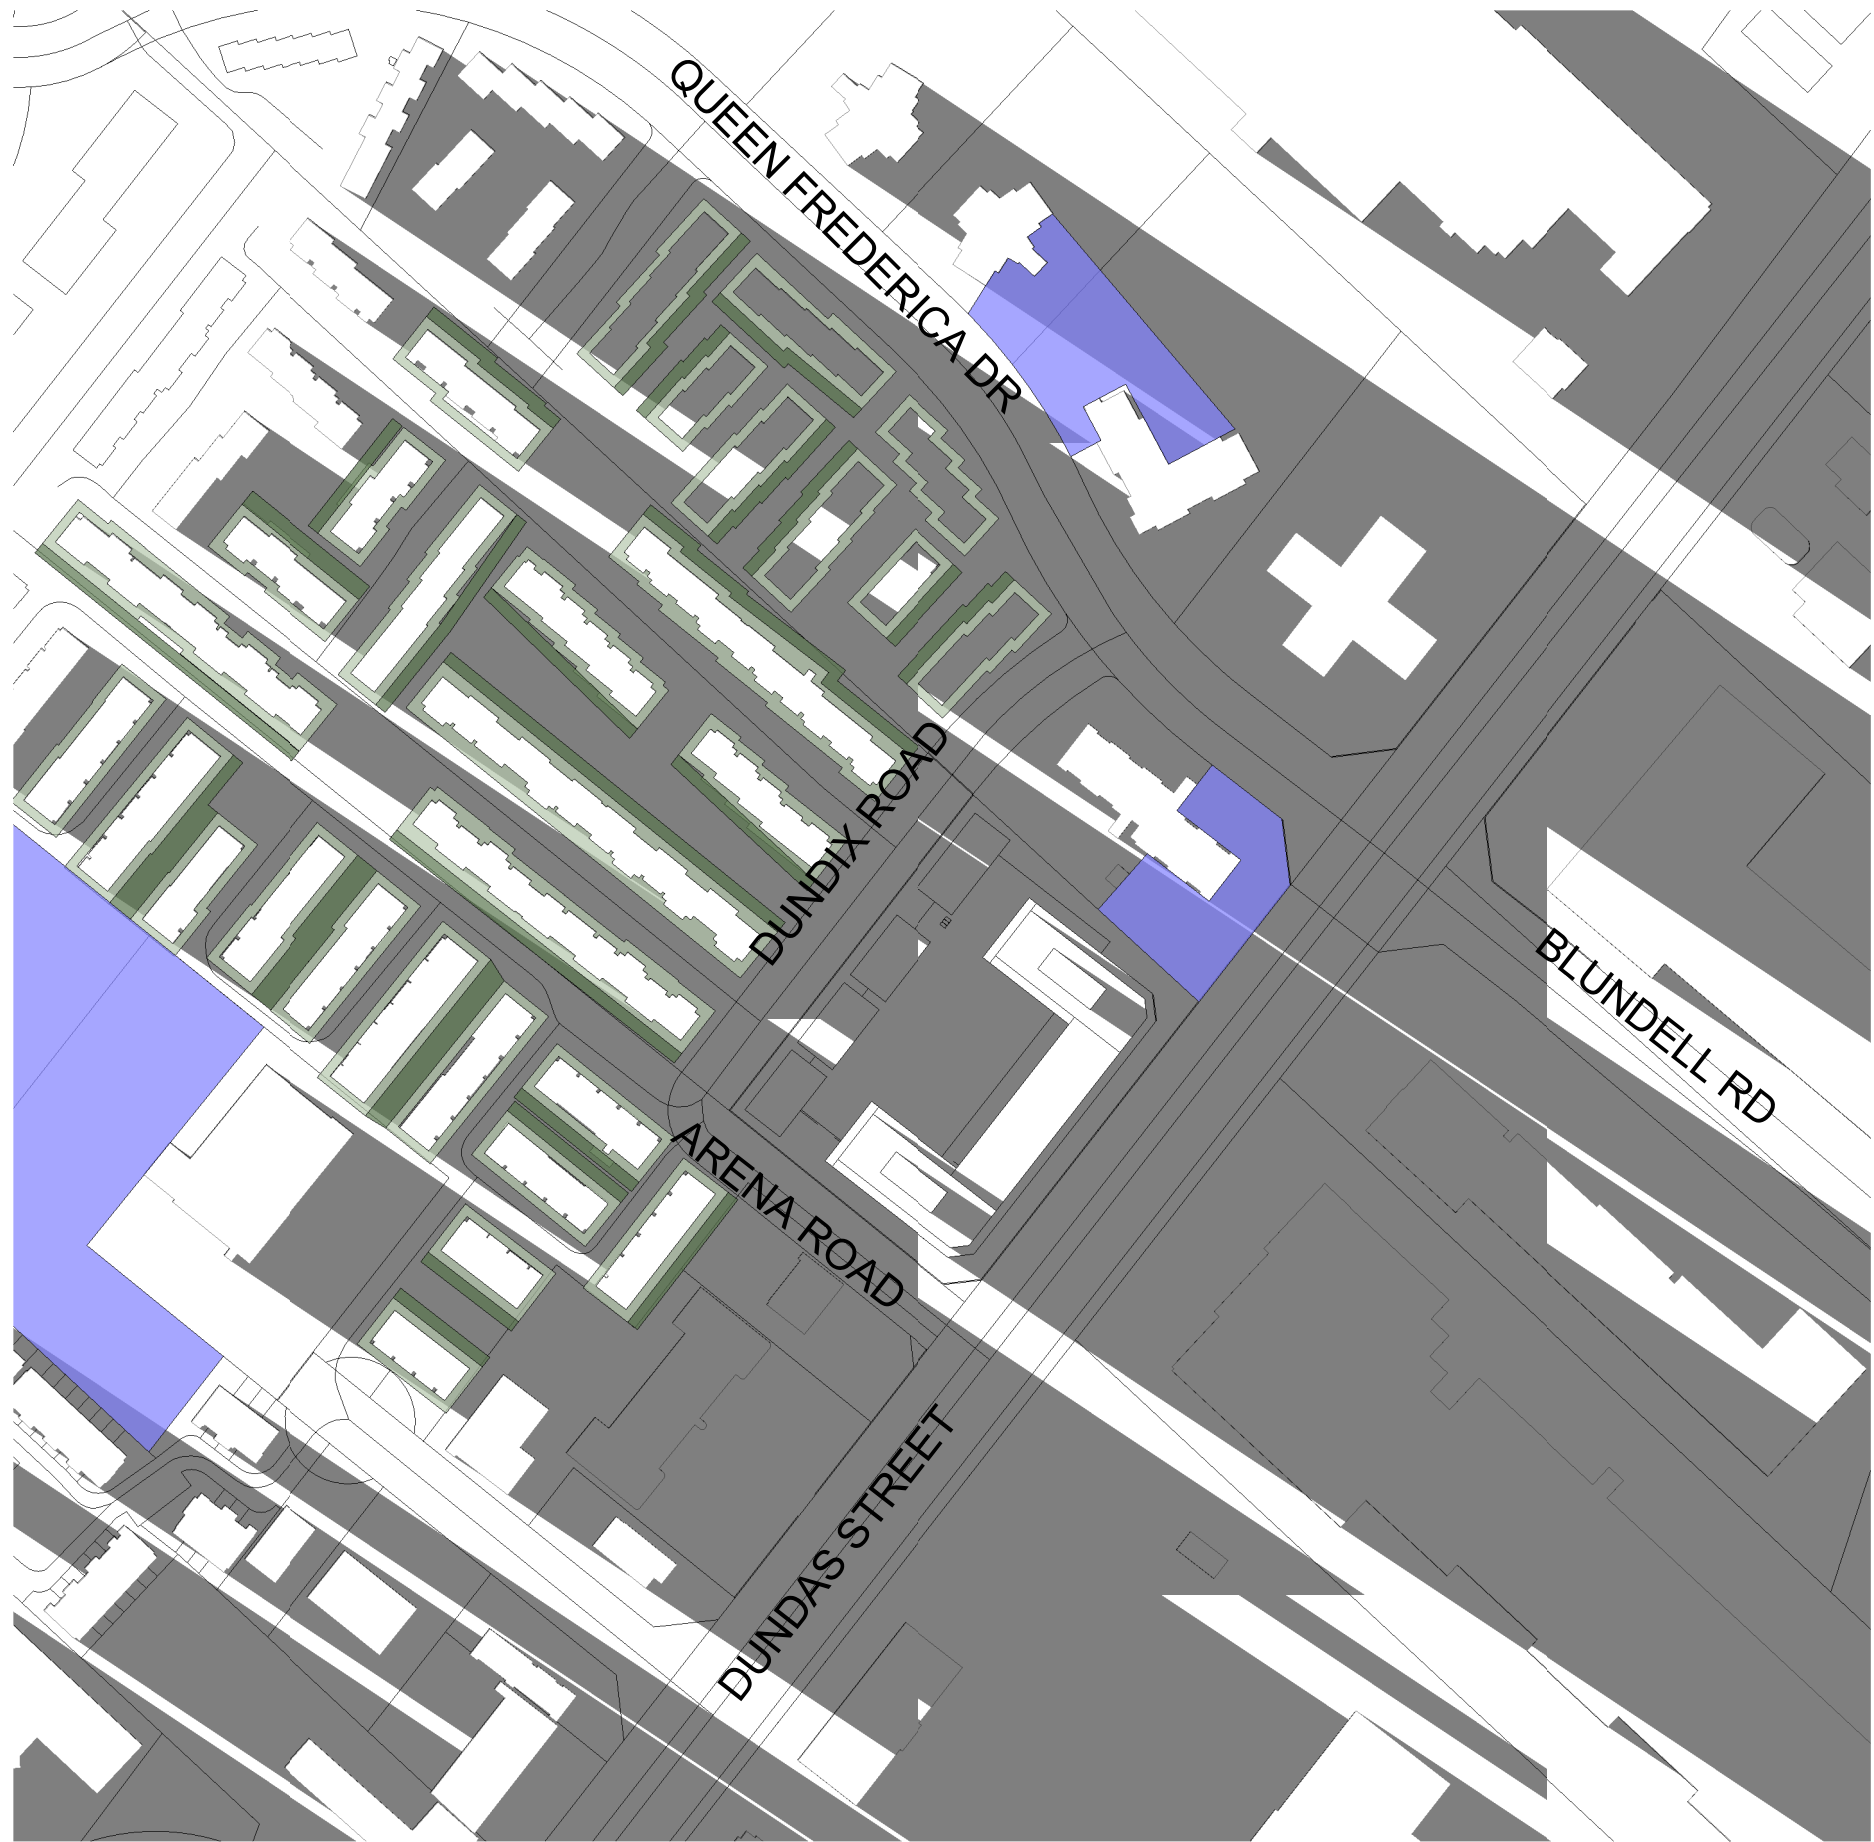 QUEEN FREDERICA DR
DUNDIX ROAD
BLUNDELL RD
ARENA ROAD
DUNDAS STREET